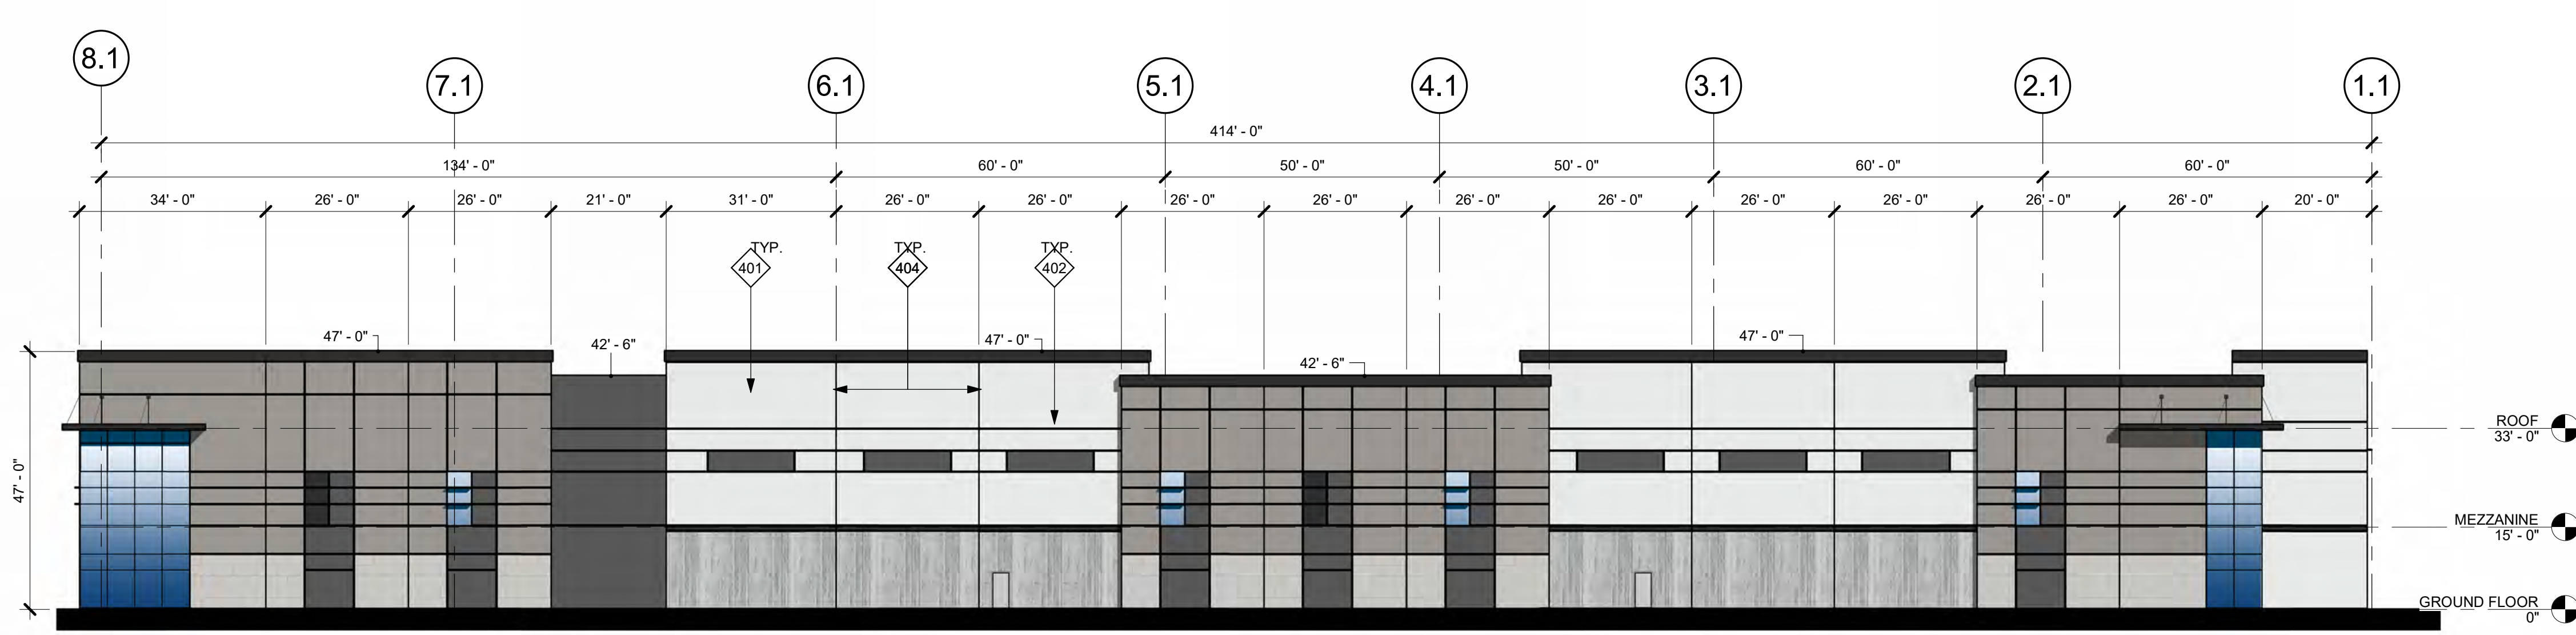 8.1
7.1
6.1
5.1
4.1
3.1
2.1
1.1
414' - 0"
134' - 0"
60' - 0"
50' - 0"
50' - 0"
60' - 0"
60' - 0"
34' - 0"
26' - 0"
26' - 0"
21' - 0"
31' - 0"
26' - 0"
26' - 0"
26' - 0"
26' - 0"
26' - 0"
26' - 0"
26' - 0"
26' - 0"
26' - 0"
26' - 0"
20' - 0"
TYP.
401
TYP.
404
TYP.
402
47' - 0"
42' - 6"
47' - 0"
42' - 6"
47' - 0"
47' - 0"
ROOF
33' - 0"
MEZZANINE
15' - 0"
GROUND FLOOR
0"